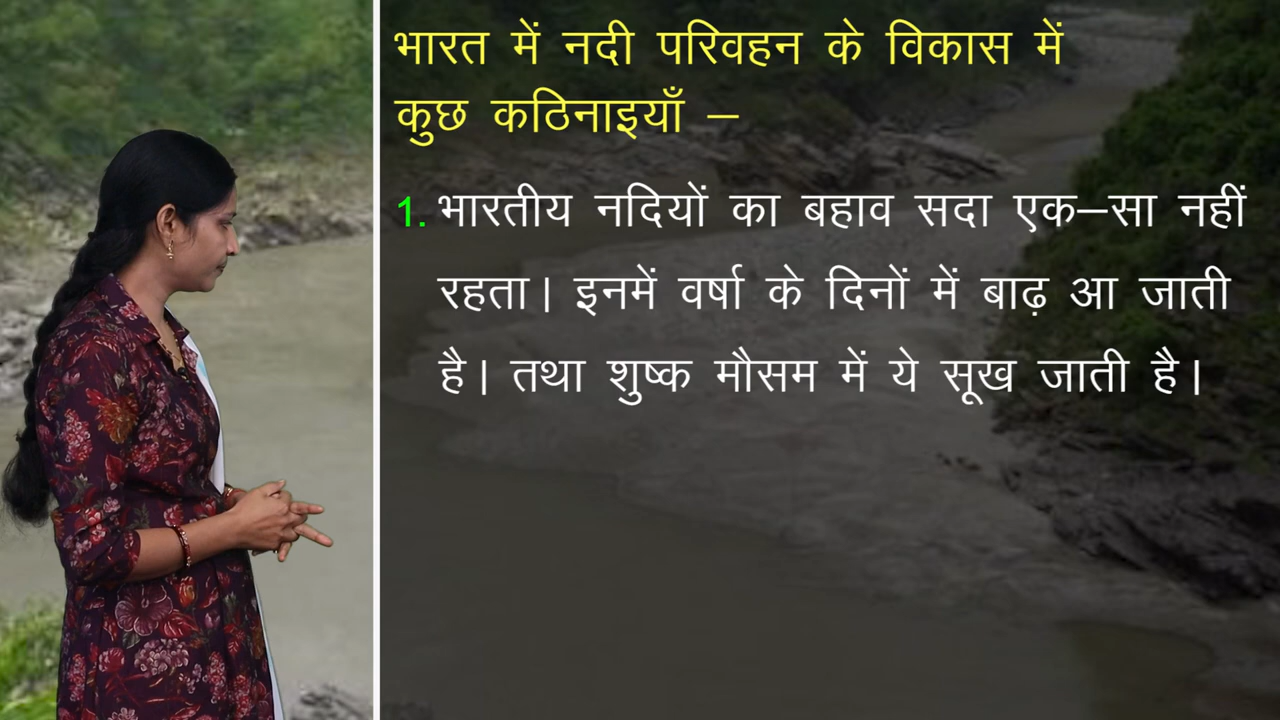 भारत में नदी परिवहन के विकास में
कुछ कठिनाइयाँ –
1. भारतीय नदियों का बहाव सदा एक–सा नहीं
रहता। इनमें वर्षा के दिनों में बाढ़ आ जाती
है। तथा शुष्क मौसम में ये सूख जाती है।